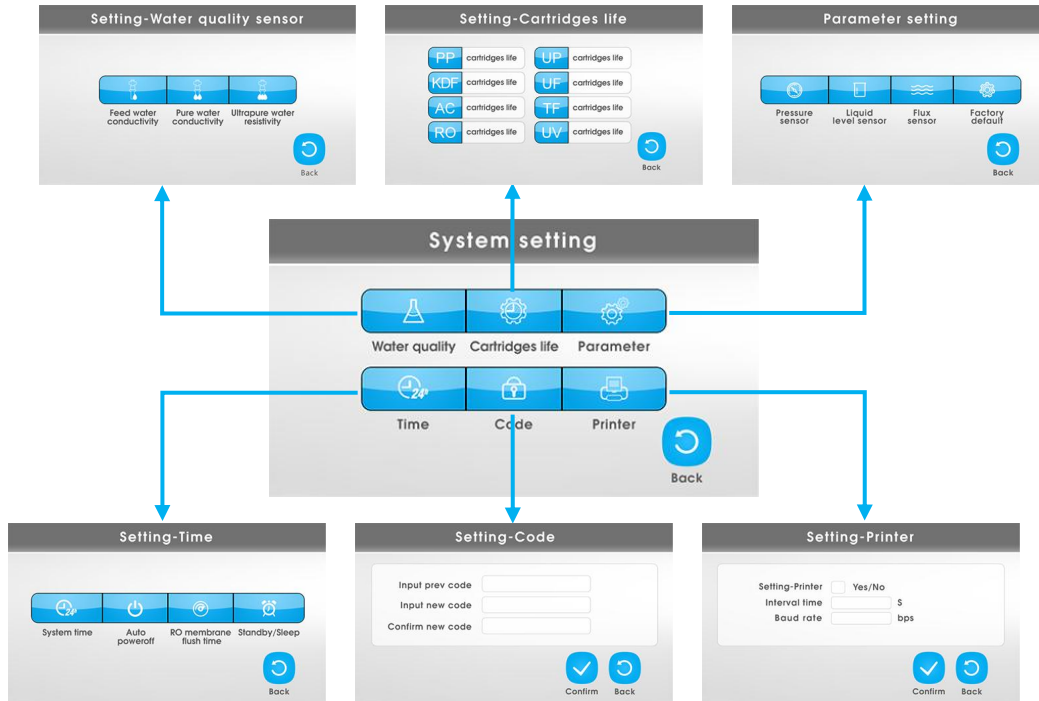 Setting-Water quality sensor
Feed water
conductivity
Pure water
conductivity
Ultrapure water
resistivity
Back
Setting-Cartridges life
PP cartridges life
UP cartridges life
KDF cartridges life
UF cartridges life
AC cartridges life
TF cartridges life
RO cartridges life
UV cartridges life
Back
Parameter setting
Pressure
sensor
Liquid
level sensor
Flux
sensor
Factory
default
Back
System setting
Water quality
Cartridges life
Parameter
24h
Time
Code
Printer
Back
Setting-Time
24h
System time
Auto
poweroff
RO membrane
flush time
Standby/Sleep
Back
Setting-Code
Input prev code
Input new code
Confirm new code
Confirm
Back
Setting-Printer
Setting-Printer Yes/No
Interval time S
Baud rate bps
Confirm
Back